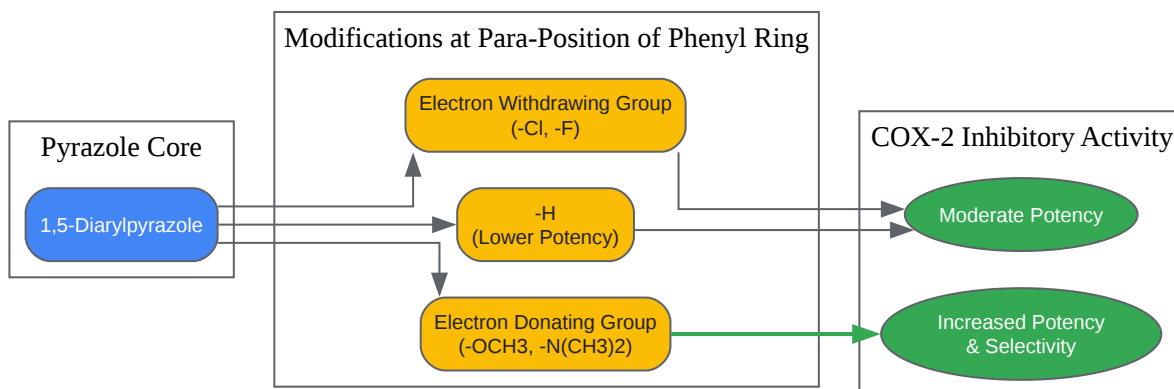 Modifications at Para-Position of Phenyl Ring
Pyrazole Core
COX-2 Inhibitory Activity
Electron Withdrawing Group
(-Cl, -F)
1,5-Diarylpyrazole
-H
(Lower Potency)
Moderate Potency
Electron Donating Group
(-OCH3, -N(CH3)2)
Increased Potency
& Selectivity